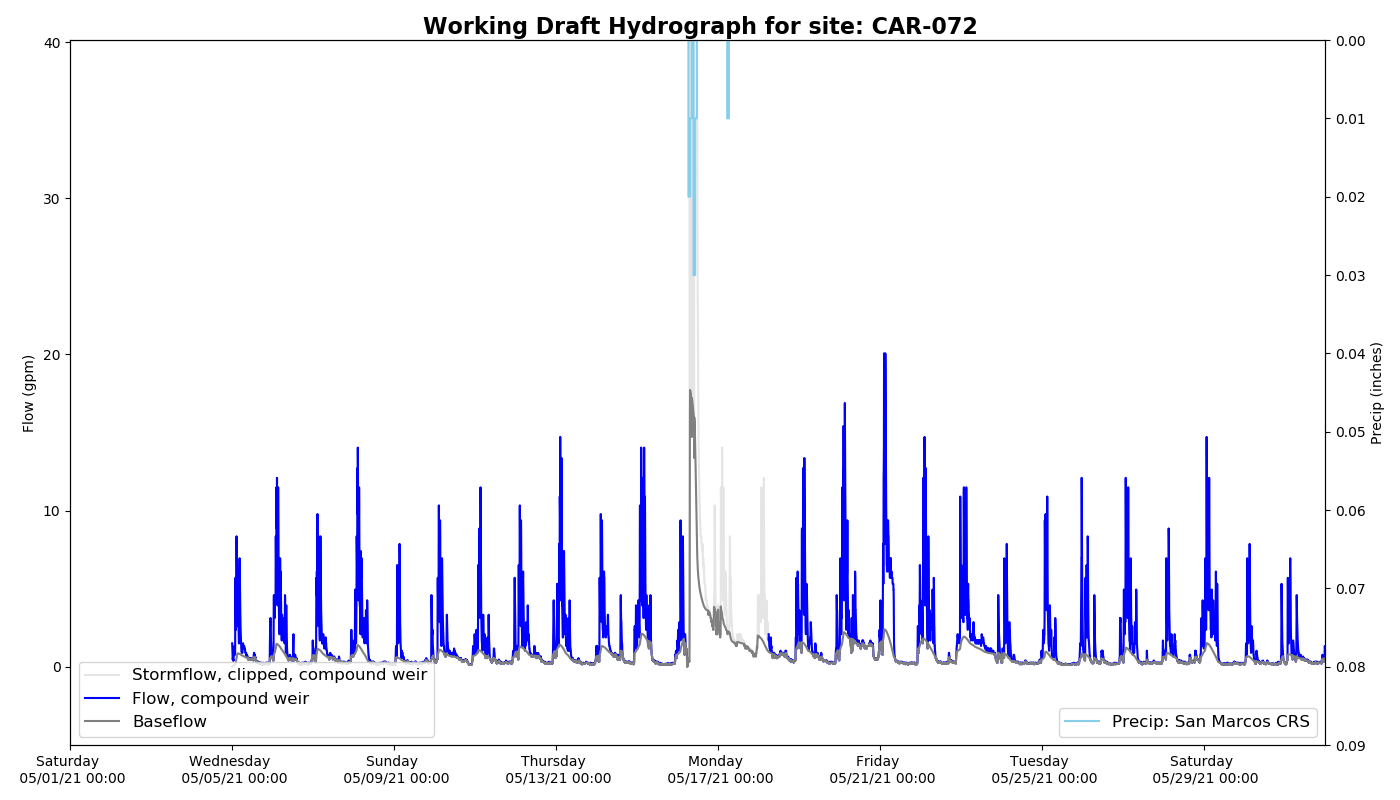 Working Draft Hydrograph for site: CAR-072
40
30
20
10
0
Flow (gpm)
0.00
0.01
0.02
0.03
0.04
0.05
0.06
0.07
0.08
0.09
Precip (inches)
Stormflow, clipped, compound weir
Flow, compound weir
Baseflow
Precip: San Marcos CRS
Saturday
05/01/21 00:00
Wednesday
05/05/21 00:00
Sunday
05/09/21 00:00
Thursday
05/13/21 00:00
Monday
05/17/21 00:00
Friday
05/21/21 00:00
Tuesday
05/25/21 00:00
Saturday
05/29/21 00:00